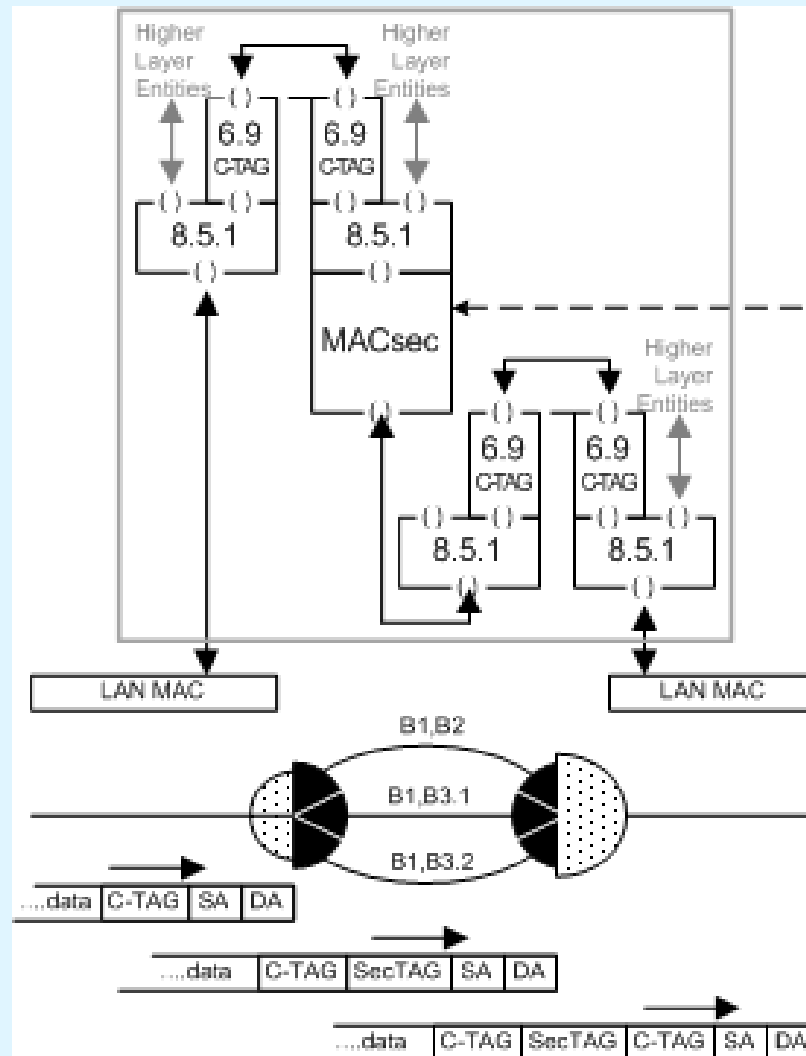 Higher
Layer
Entities
Higher
Layer
Entities
( ) ( )
6.9 6.9
C-TAG C-TAG
( ) ( ) ( ) ( )
8.5.1 8.5.1
( ) ( )
MACsec
( )
Higher
Layer
Entities
( ) ( )
6.9 6.9
C-TAG C-TAG
( ) ( ) ( ) ( )
8.5.1 8.5.1
( ) ( )
LAN MAC LAN MAC
B1,B2
B1,B3.1
B1,B3.2
....data C-TAG SA DA
....data C-TAG SecTAG SA DA
....data C-TAG SecTAG C-TAG SA DA